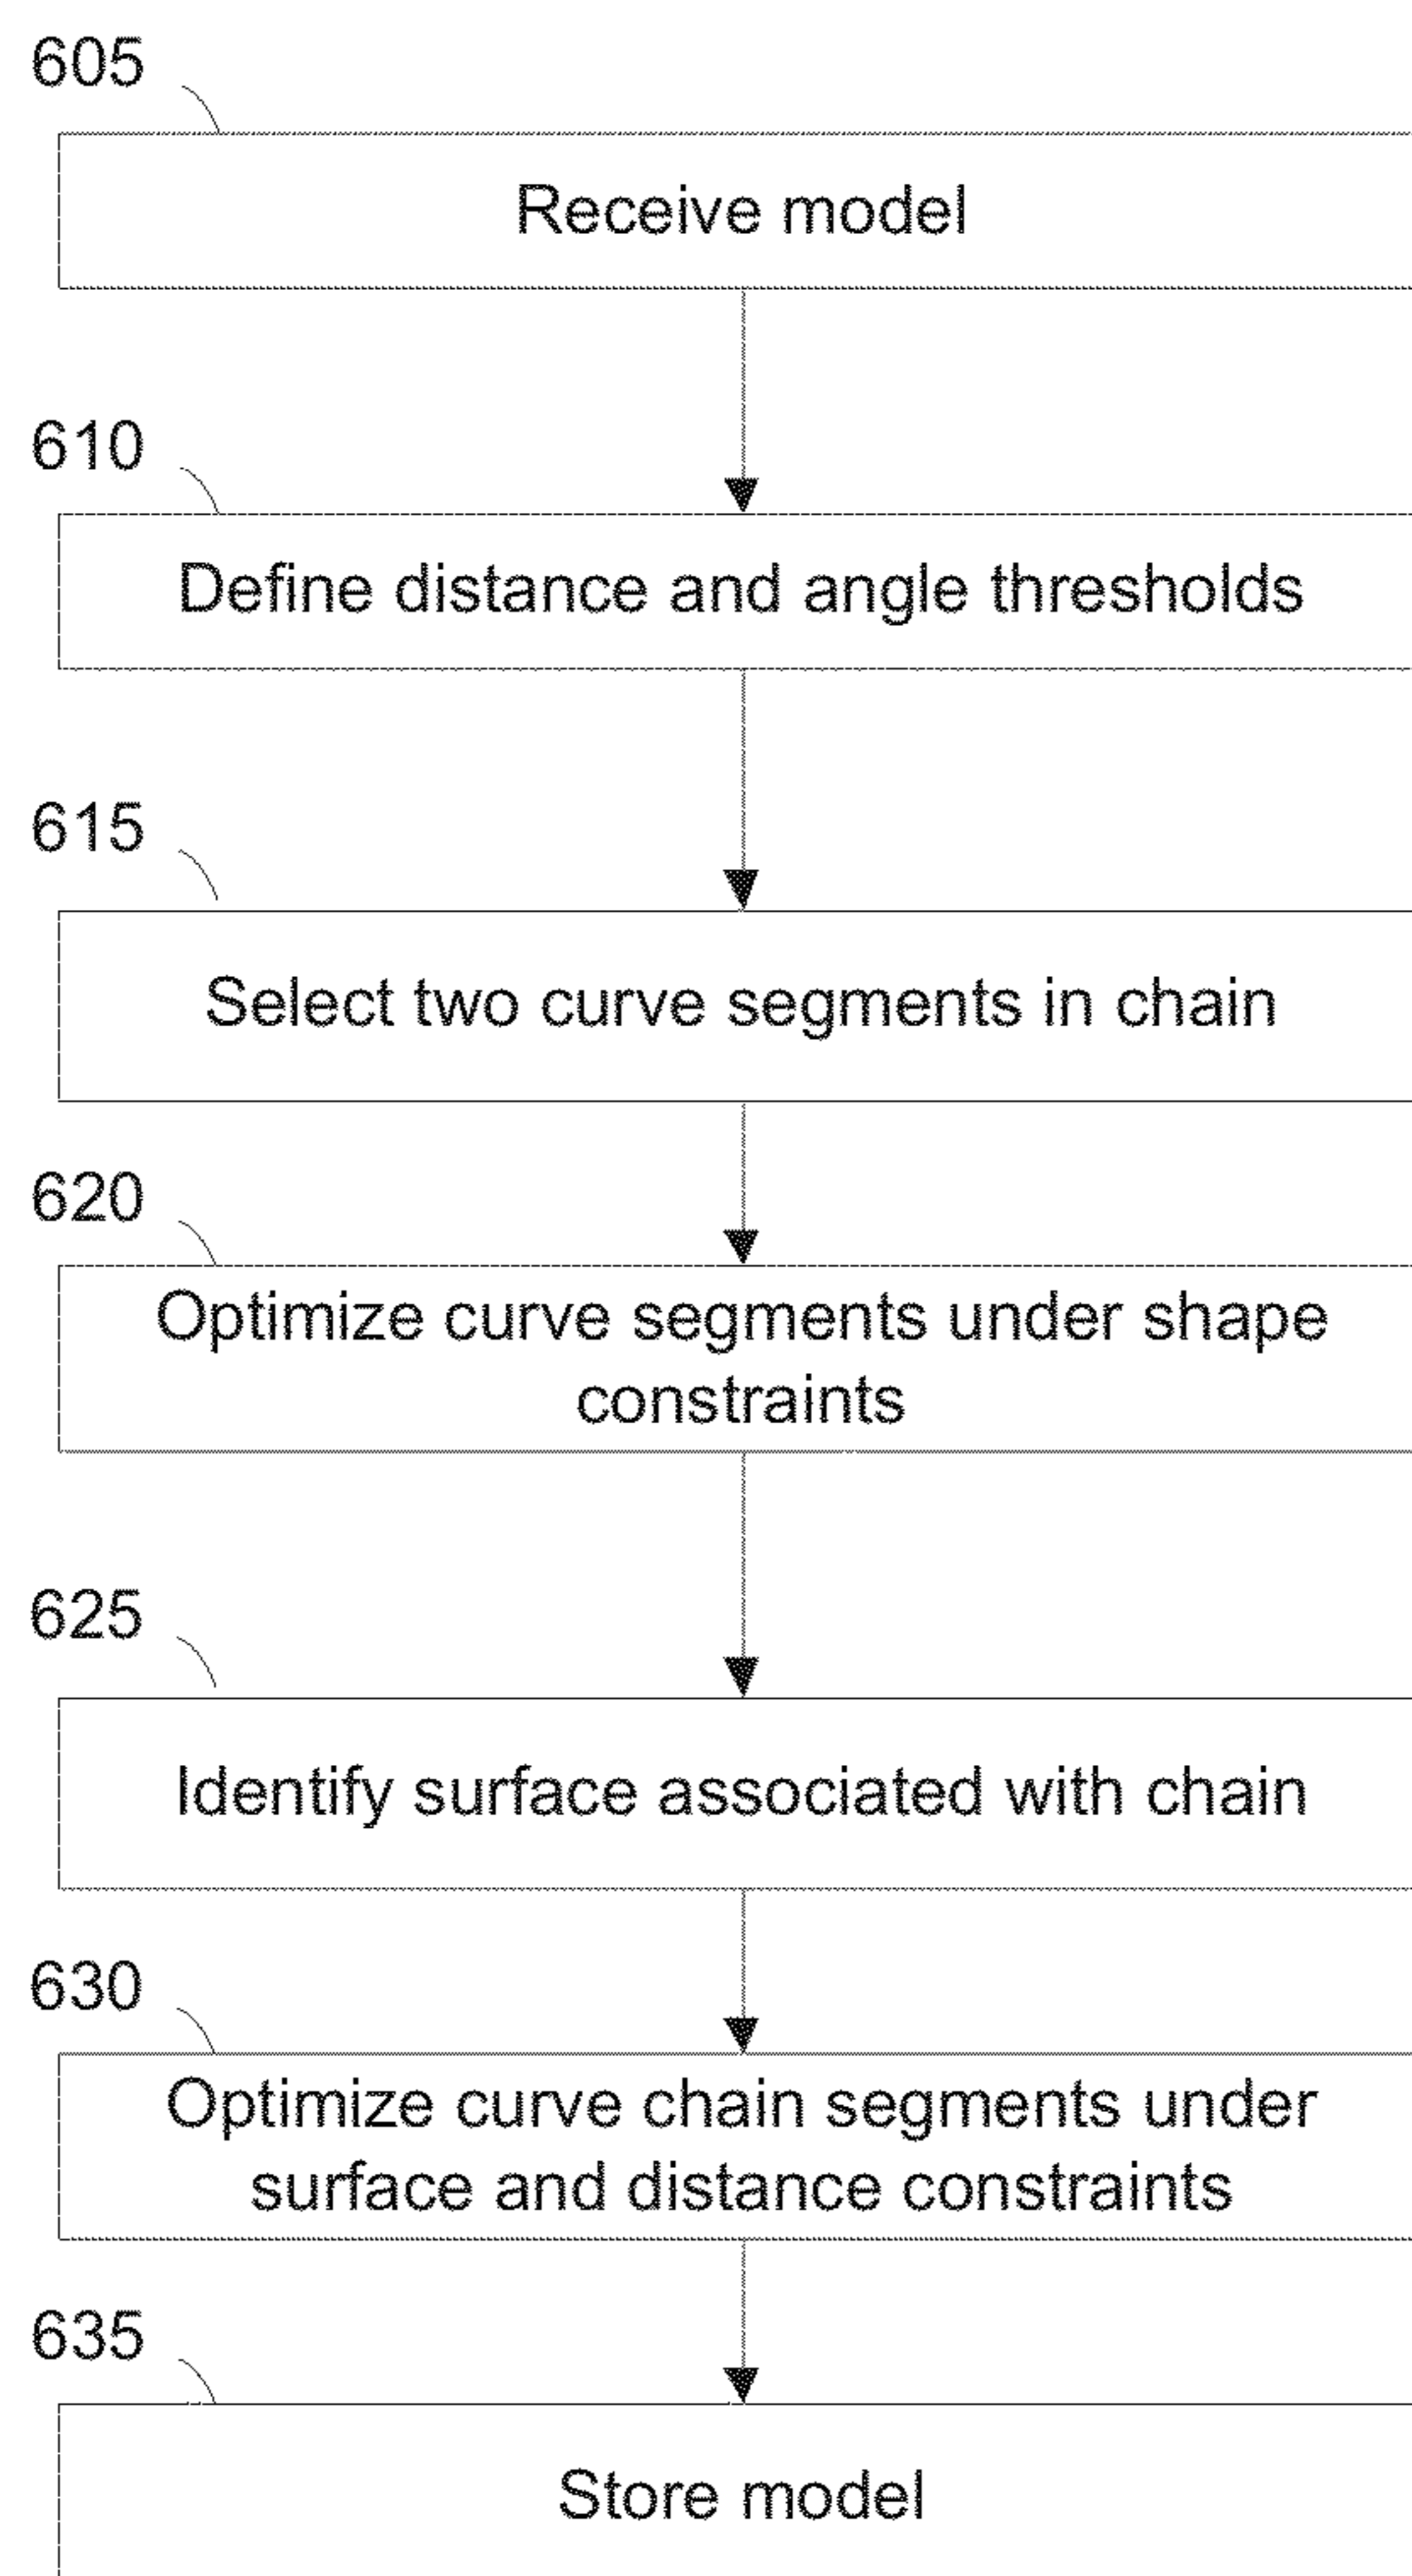 605
Receive model
610
Define distance and angle thresholds
615
Select two curve segments in chain
620
Optimize curve segments under shape
constraints
625
Identify surface associated with chain
630
Optimize curve chain segments under
surface and distance constraints
635
Store model